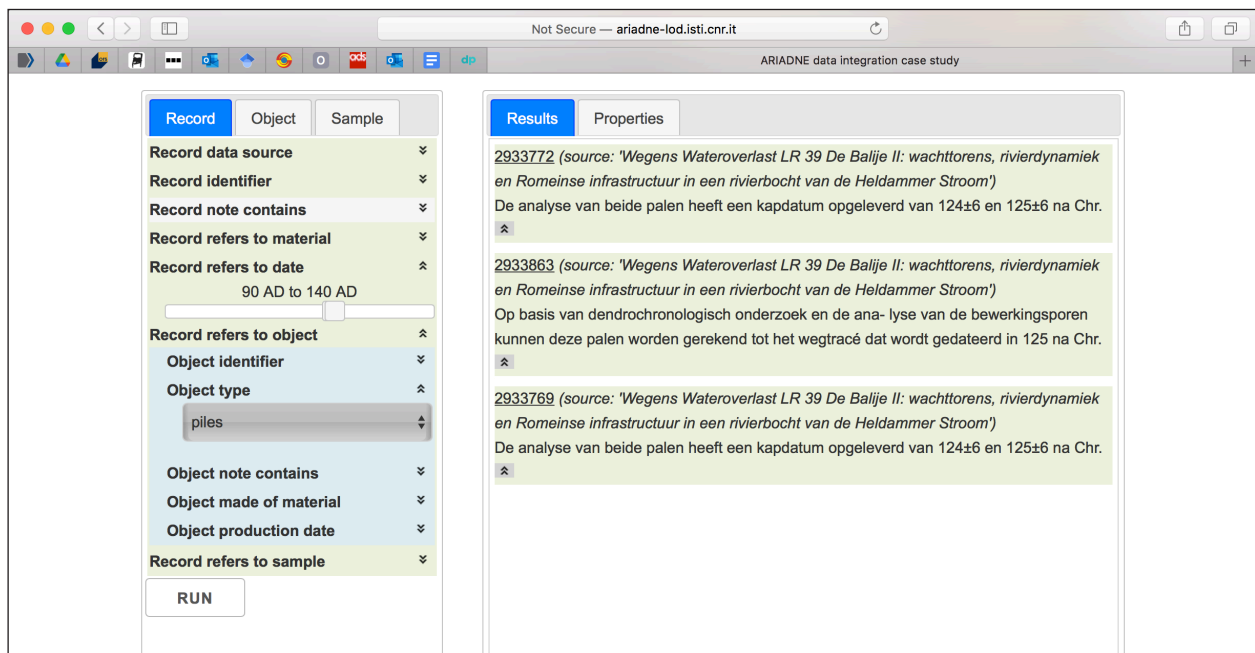 Not Secure — ariadne-lod.isti.cnr.it
O
ads
dp
ARIADNE data integration case study
Record
Object
Sample
Record data source
Record identifier
Record note contains
Record refers to material
Record refers to date
90 AD to 140 AD
Record refers to object
Object identifier
Object type
piles
Object note contains
Object made of material
Object production date
Record refers to sample
RUN
Results
Properties
2933772 (source: 'Wegens Wateroverlast LR 39 De Balije II: wachttorens, rivierdynamiek
en Romeinse infrastructuur in een rivierbocht van de Heldammer Stroom')
De analyse van beide palen heeft een kapdatum opgeleverd van 124±6 en 125±6 na Chr.
2933863 (source: 'Wegens Wateroverlast LR 39 De Balije II: wachttorens, rivierdynamiek
en Romeinse infrastructuur in een rivierbocht van de Heldammer Stroom')
Op basis van dendrochronologisch onderzoek en de ana- lyse van de bewerkingsporen
kunnen deze palen worden gerekend tot het wegtracé dat wordt gedateerd in 125 na Chr.
2933769 (source: 'Wegens Wateroverlast LR 39 De Balije II: wachttorens, rivierdynamiek
en Romeinse infrastructuur in een rivierbocht van de Heldammer Stroom')
De analyse van beide palen heeft een kapdatum opgeleverd van 124±6 en 125±6 na Chr.